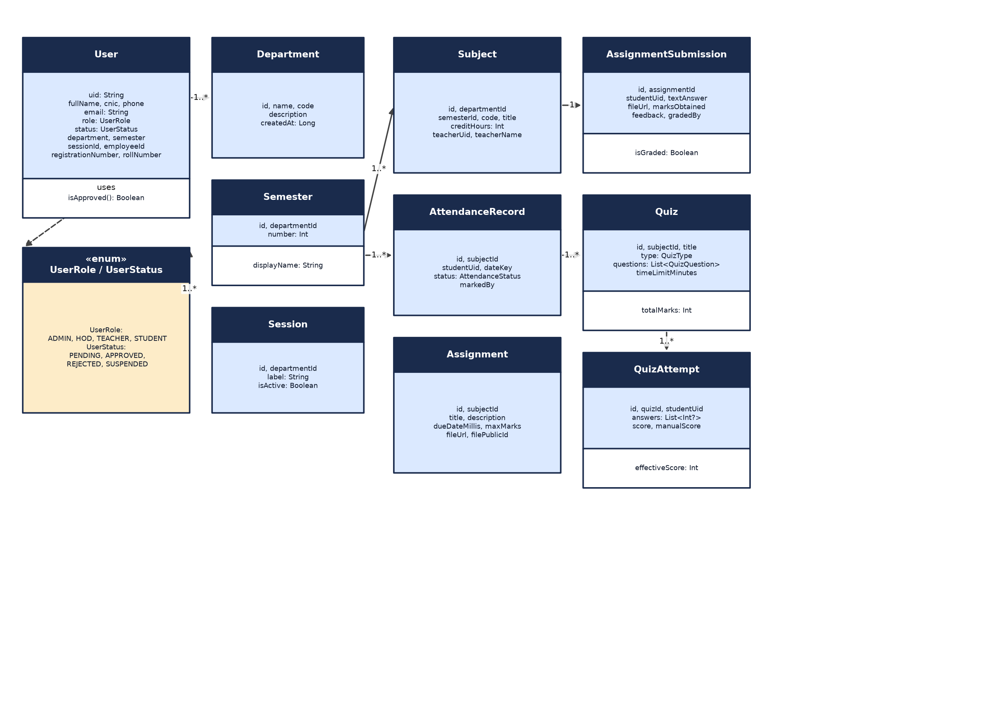 User
uid: String
fullName, cnic, phone
email: String
role: UserRole
status: UserStatus
department, semester
sessionId, employeeId
registrationNumber, rollNumber
uses
isApproved(): Boolean
«enum»
UserRole / UserStatus
UserRole:
ADMIN, HOD, TEACHER, STUDENT
UserStatus:
PENDING, APPROVED,
REJECTED, SUSPENDED
1..*
1..*
Department
id, name, code
description
createdAt: Long
Semester
id, departmentId
number: Int
displayName: String
Session
id, departmentId
label: String
isActive: Boolean
1..*
1..*
Subject
id, departmentId
semesterId, code, title
creditHours: Int
teacherUid, teacherName
AttendanceRecord
id, subjectId
studentUid, dateKey
status: AttendanceStatus
markedBy
Assignment
id, subjectId
title, description
dueDateMillis, maxMarks
fileUrl, filePublicId
1
1..*
AssignmentSubmission
id, assignmentId
studentUid, textAnswer
fileUrl, marksObtained
feedback, gradedBy
isGraded: Boolean
Quiz
id, subjectId, title
type: QuizType
questions: List<QuizQuestion>
timeLimitMinutes
totalMarks: Int
1..*
QuizAttempt
id, quizId, studentUid
answers: List<Int?>
score, manualScore
effectiveScore: Int